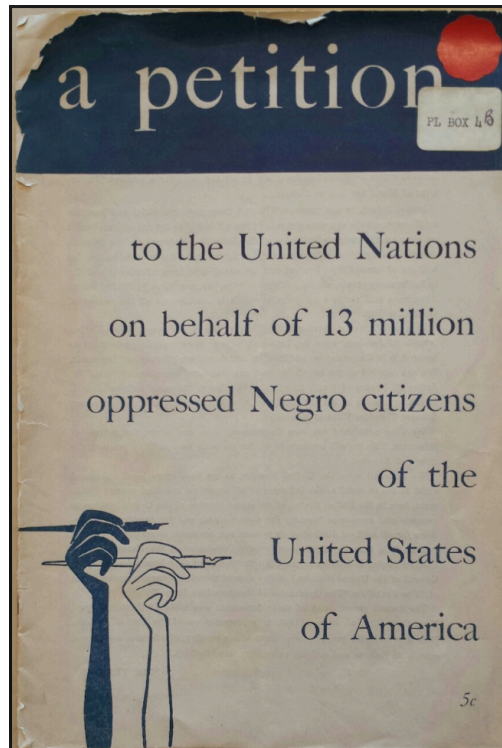 a petition
PL BOX 46
to the United Nations
on behalf of 13 million
oppressed Negro citizens
of the
United States
of America
5c